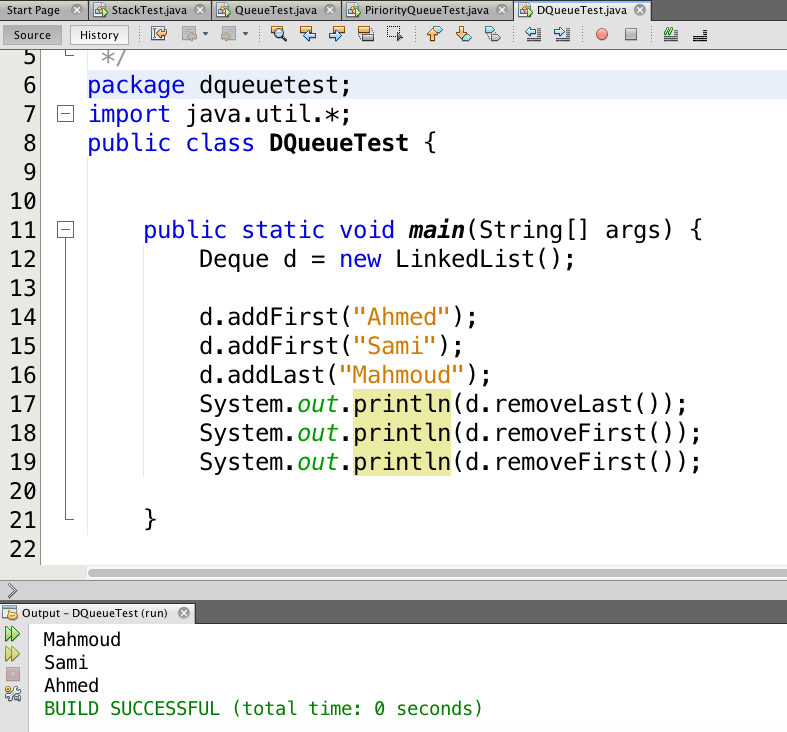 Start Page StackTest.java QueueTest.java PiriorityQueueTest.java DQueueTest.java
Source History
5 */
6 package dqueuetest;
7 import java.util.*;
8 public class DQueueTest {
9
10
11 public static void main(String[] args) {
12 Deque d = new LinkedList();
13
14 d.addFirst("Ahmed");
15 d.addFirst("Sami");
16 d.addLast("Mahmoud");
17 System.out.println(d.removeLast());
18 System.out.println(d.removeFirst());
19 System.out.println(d.removeFirst());
20
21 }
22
Output – DQueueTest (run)
Mahmoud
Sami
Ahmed
BUILD SUCCESSFUL (total time: 0 seconds)